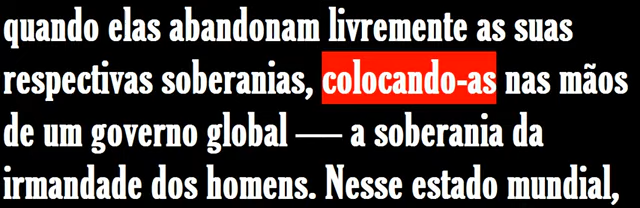 quando elas abandonam livremente as suas
respectivas soberanias, colocando-as nas mãos
de um governo global — a soberania da
irmandade dos homens. Nesse estado mundial,